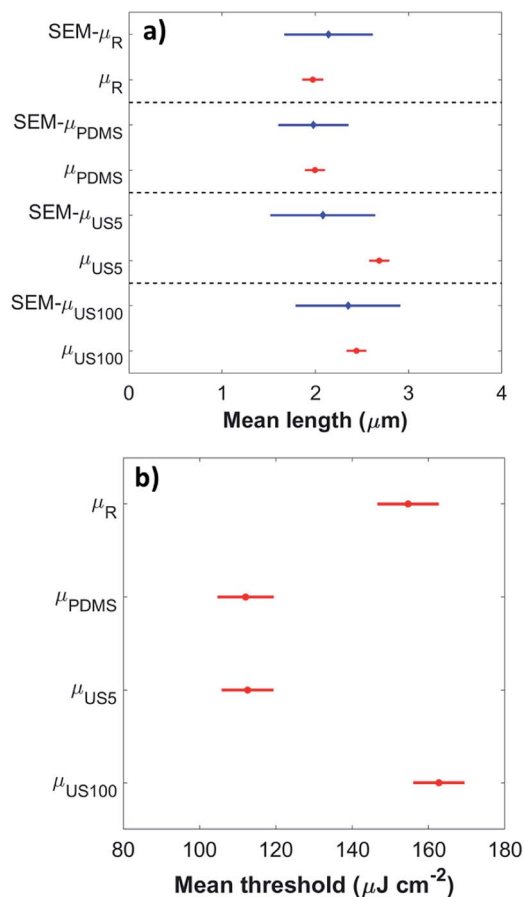 a)
SEM-μR
μR
SEM-μPDMS
μPDMS
SEM-μUS5
μUS5
SEM-μUS100
μUS100
0 1 2 3 4
Mean length (μm)
b)
μR
μPDMS
μUS5
μUS100
80 100 120 140 160 180
Mean threshold (μJ cm⁻²)